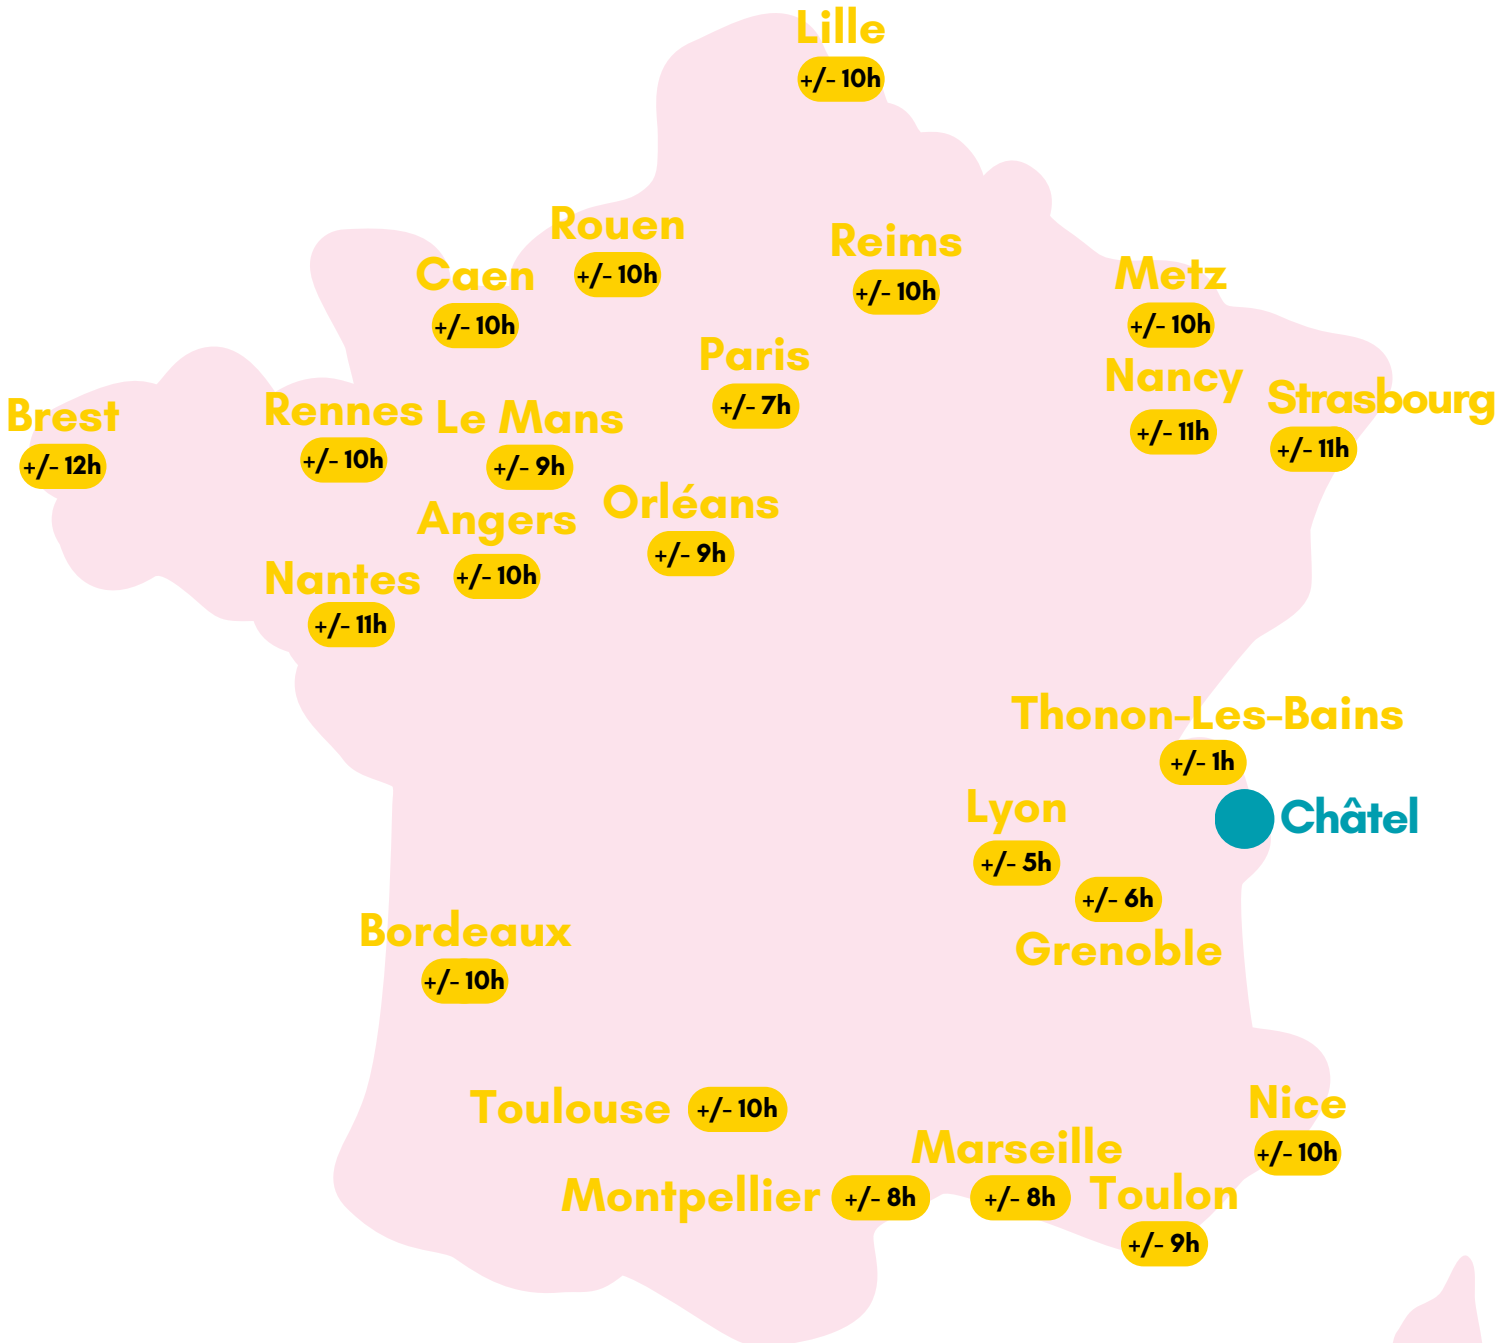 Lille
+/- 10h
Rouen
+/- 10h
Reims
+/- 10h
Caen
+/- 10h
Metz
+/- 10h
Paris
+/- 7h
Nancy
+/- 11h
Strasbourg
+/- 11h
Brest
+/- 12h
Rennes
+/- 10h
Le Mans
+/- 9h
Orléans
+/- 9h
Angers
+/- 10h
Nantes
+/- 11h
Thonon-Les-Bains
+/- 1h
Châtel
Lyon
+/- 5h
+/- 6h
Grenoble
Bordeaux
+/- 10h
Toulouse +/- 10h
Nice
+/- 10h
Marseille
+/- 8h
Montpellier +/- 8h
Toulon
+/- 9h